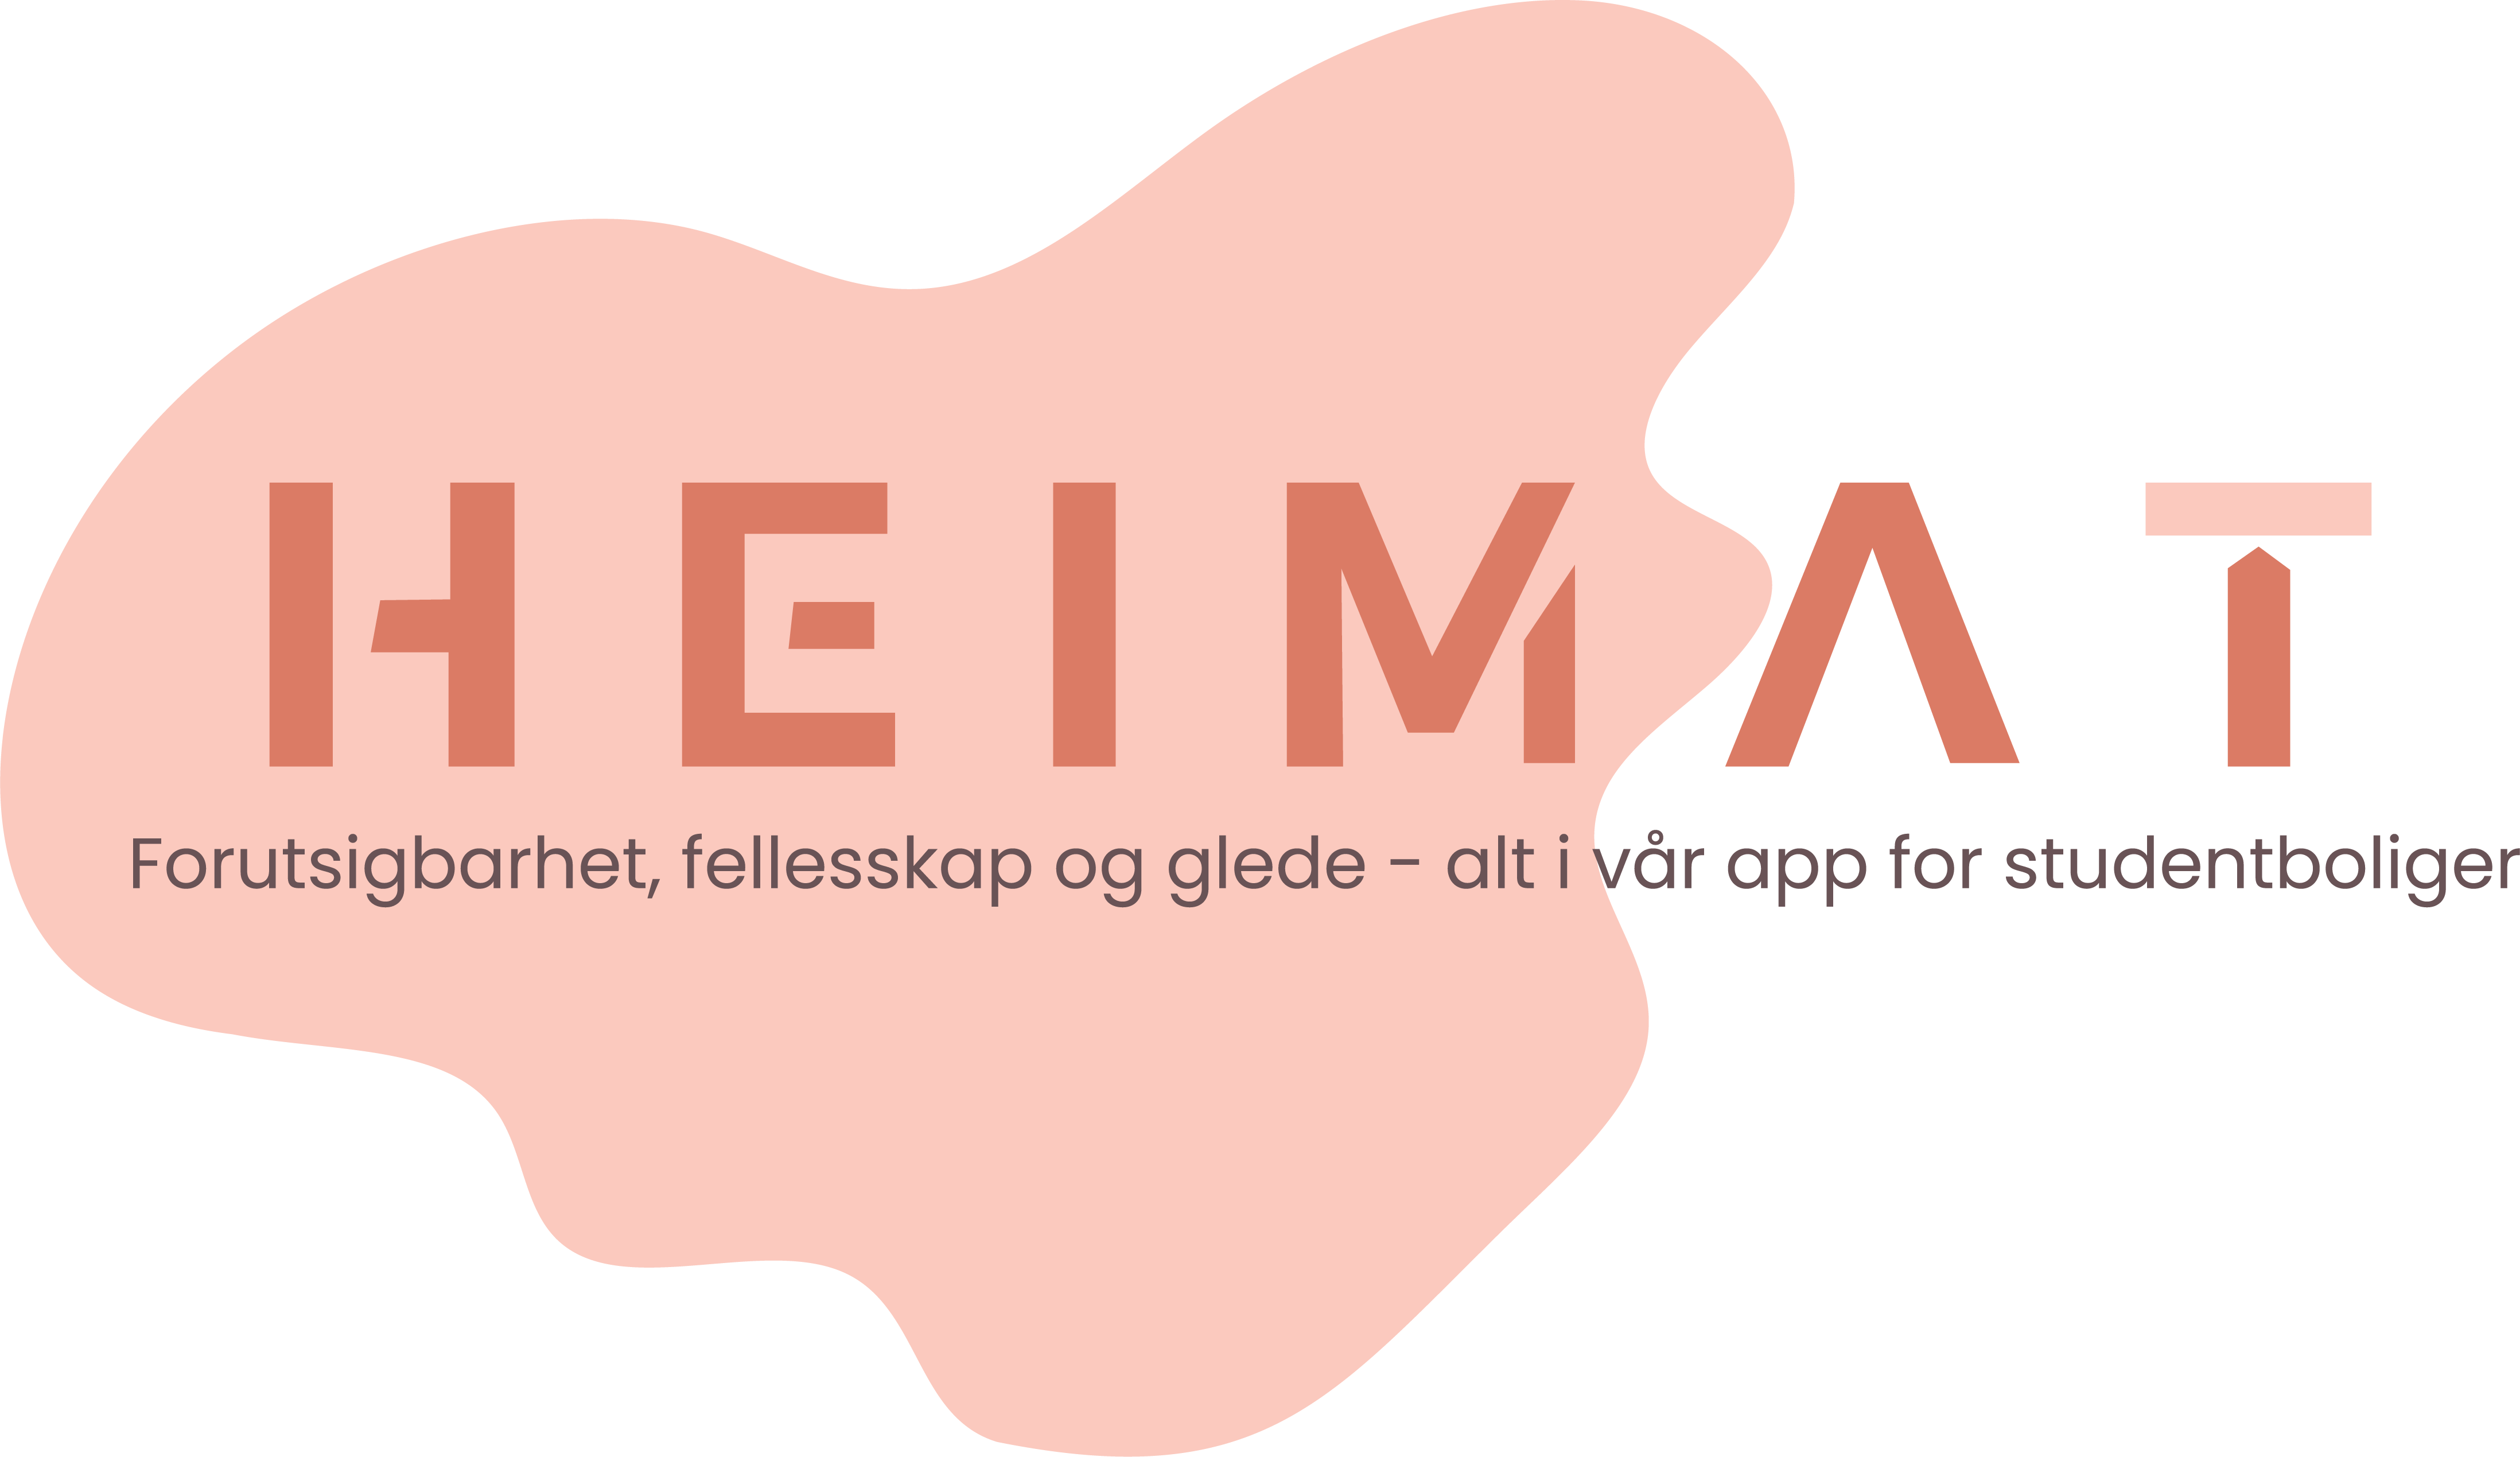 HEIMAT
Forutsigbarhet, fellesskap og glede – alt i vår app for studentboliger